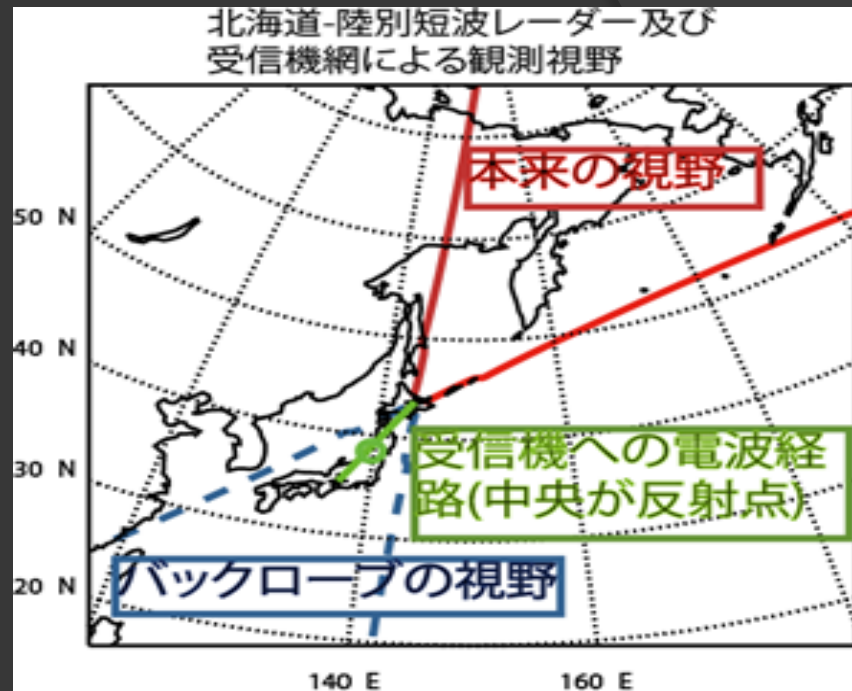 北海道-陸別短波レーダー及び
受信機網による観測視野
本来の視野
50 N
40 N
受信機への電波経
路(中央が反射点)
30 N
バックローブの視野
20 N
140 E 160 E